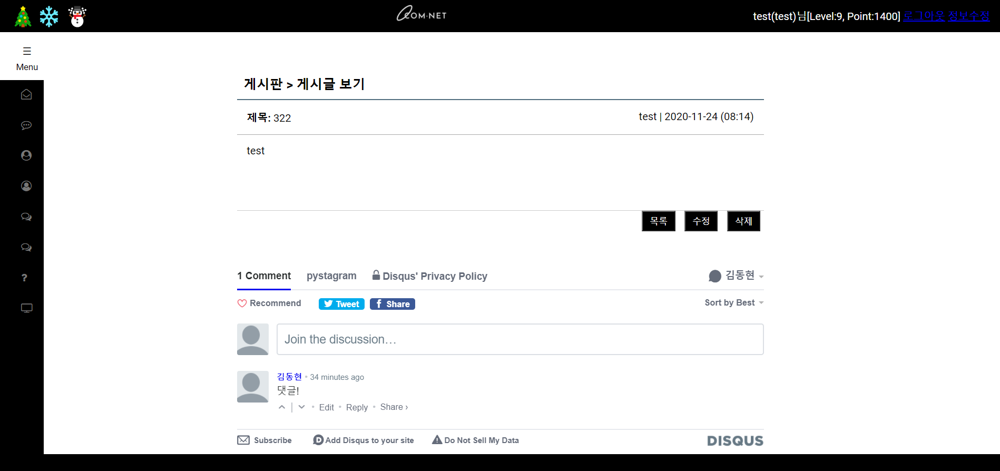 COM·NET
test(test)님[Level:9, Point:1400] 로그아웃 정보수정
Menu
게시판 > 게시글 보기
제목: 322
test | 2020-11-24 (08:14)
test
목록 수정 삭제
1 Comment pystagram Disqus' Privacy Policy 김동현
Recommend Tweet Share Sort by Best
Join the discussion…
김동현 • 34 minutes ago
댓글!
• Edit • Reply • Share ›
Subscribe Add Disqus to your site Do Not Sell My Data DISQUS